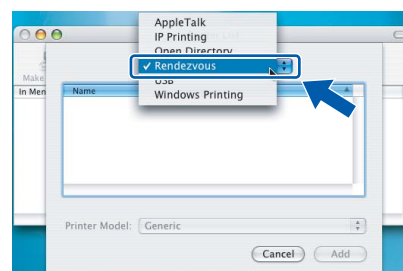 AppleTalk
IP Printing
Open Directory
✓ Rendezvous
USB
Windows Printing
Make
In Men
Name
Printer Model: Generic
Cancel Add